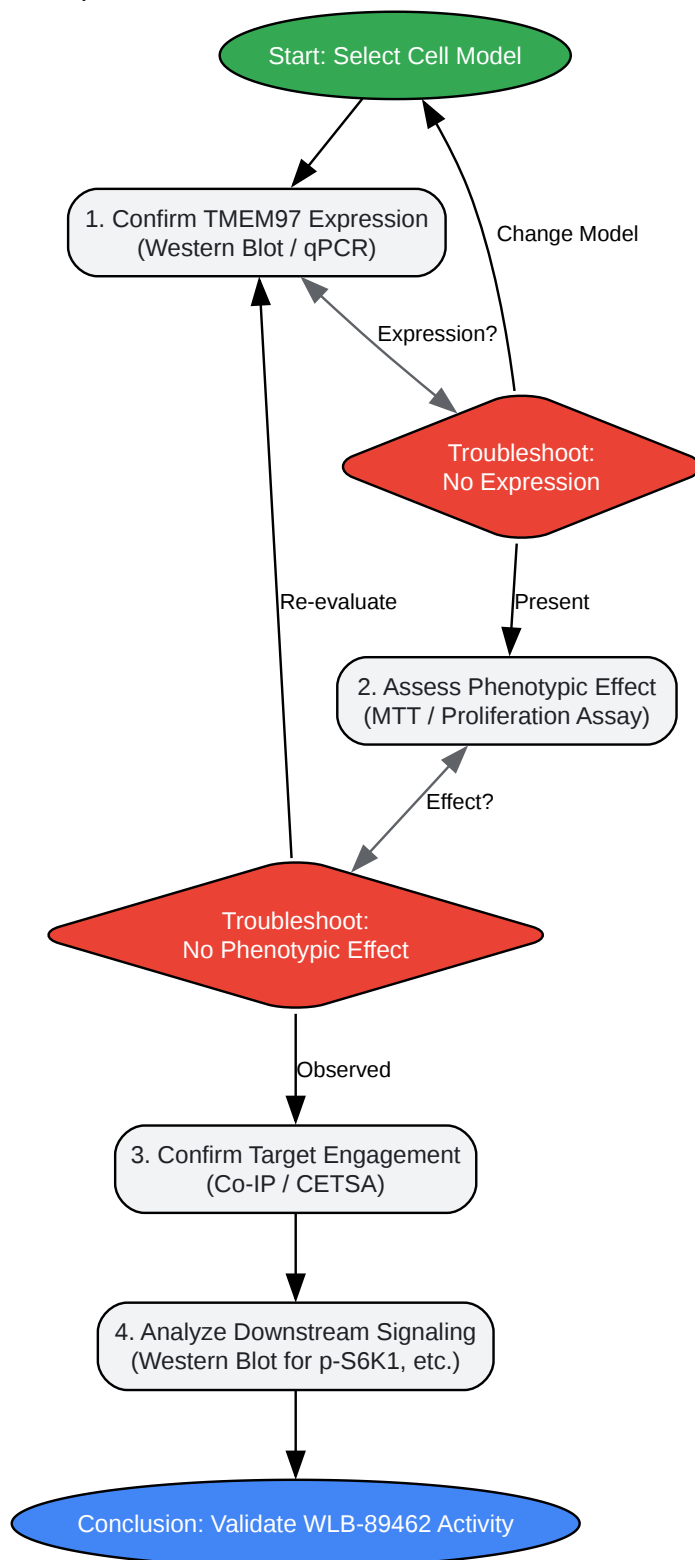 Start: Select Cell Model
1. Confirm TMEM97 Expression
(Western Blot / qPCR)
Change Model
Expression?
Troubleshoot:
No Expression
Re-evaluate
Present
2. Assess Phenotypic Effect
(MTT / Proliferation Assay)
Effect?
Troubleshoot:
No Phenotypic Effect
Observed
3. Confirm Target Engagement
(Co-IP / CETSA)
4. Analyze Downstream Signaling
(Western Blot for p-S6K1, etc.)
Conclusion: Validate WLB-89462 Activity